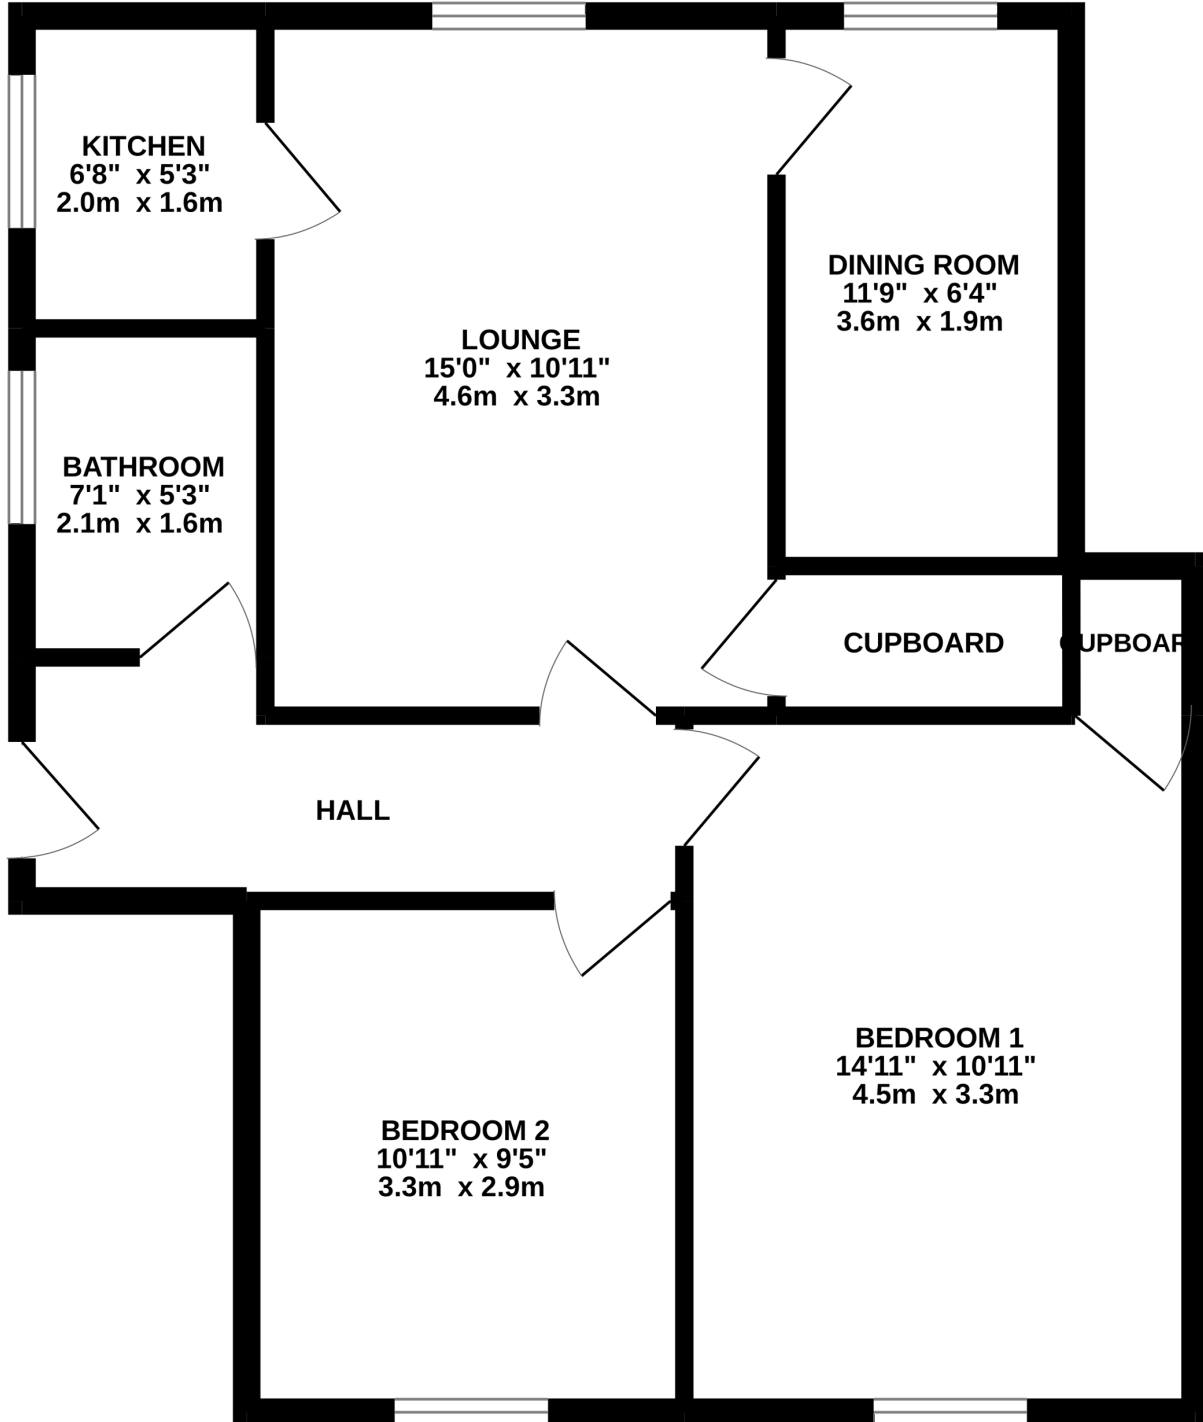 KITCHEN
6'8" x 5'3"
2.0m x 1.6m
DINING ROOM
11'9" x 6'4"
3.6m x 1.9m
LOUNGE
15'0" x 10'11"
4.6m x 3.3m
BATHROOM
7'1" x 5'3"
2.1m x 1.6m
CUPBOARD
CUPBOAR
HALL
BEDROOM 1
14'11" x 10'11"
4.5m x 3.3m
BEDROOM 2
10'11" x 9'5"
3.3m x 2.9m